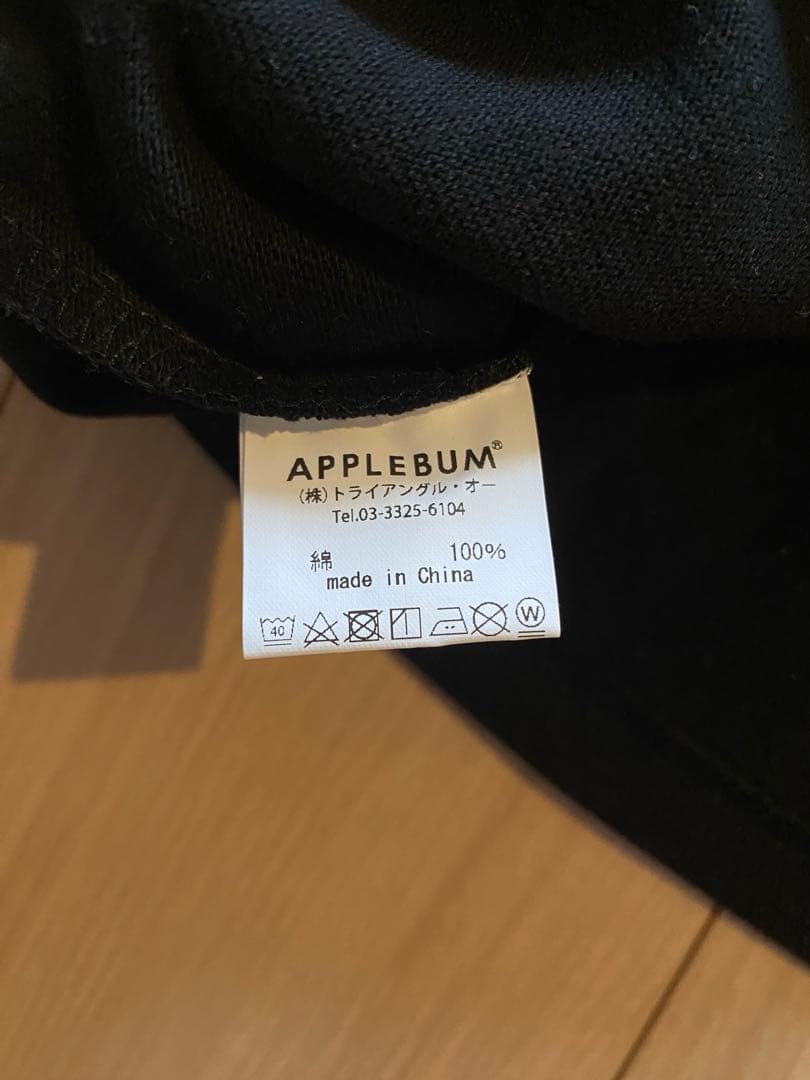 APPLEBUM®
(株)トライアングル・オー
Tel.03-3325-6104
綿 100%
made in China
40 W